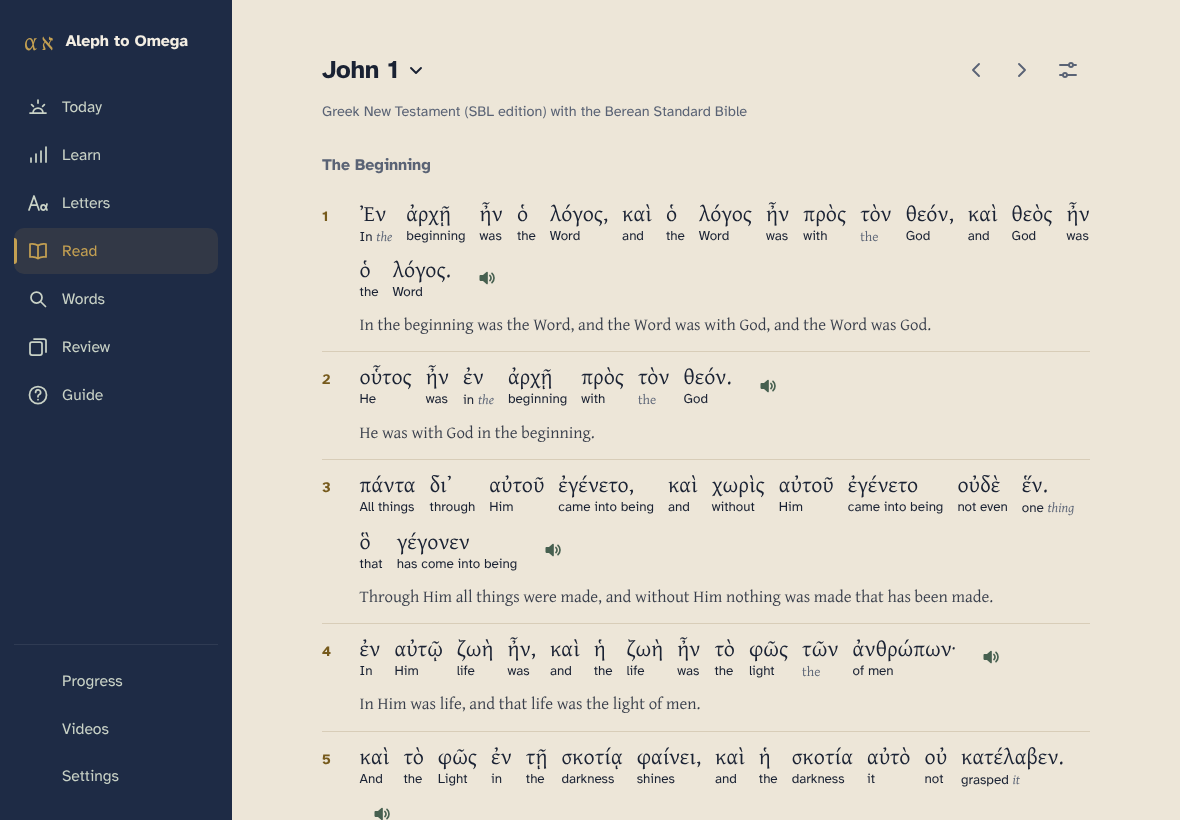 α א Aleph to Omega
Today
Learn
Letters
Read
Words
Review
Guide
Progress
Videos
Settings
John 1
Greek New Testament (SBL edition) with the Berean Standard Bible
The Beginning
1 Ἐν ἀρχῇ ἦν ὁ λόγος, καὶ ὁ λόγος ἦν πρὸς τὸν θεόν, καὶ θεὸς ἦν
In the beginning was the Word and the Word was with the God and God was
ὁ λόγος.
the Word
In the beginning was the Word, and the Word was with God, and the Word was God.
2 οὗτος ἦν ἐν ἀρχῇ πρὸς τὸν θεόν.
He was in the beginning with the God
He was with God in the beginning.
3 πάντα δι’ αὐτοῦ ἐγένετο, καὶ χωρὶς αὐτοῦ ἐγένετο οὐδὲ ἕν.
All things through Him came into being and without Him came into being not even one thing
ὃ γέγονεν
that has come into being
Through Him all things were made, and without Him nothing was made that has been made.
4 ἐν αὐτῷ ζωὴ ἦν, καὶ ἡ ζωὴ ἦν τὸ φῶς τῶν ἀνθρώπων·
In Him life was and the life was the light the of men
In Him was life, and that life was the light of men.
5 καὶ τὸ φῶς ἐν τῇ σκοτίᾳ φαίνει, καὶ ἡ σκοτία αὐτὸ οὐ κατέλαβεν.
And the Light in the darkness shines and the darkness it not grasped it